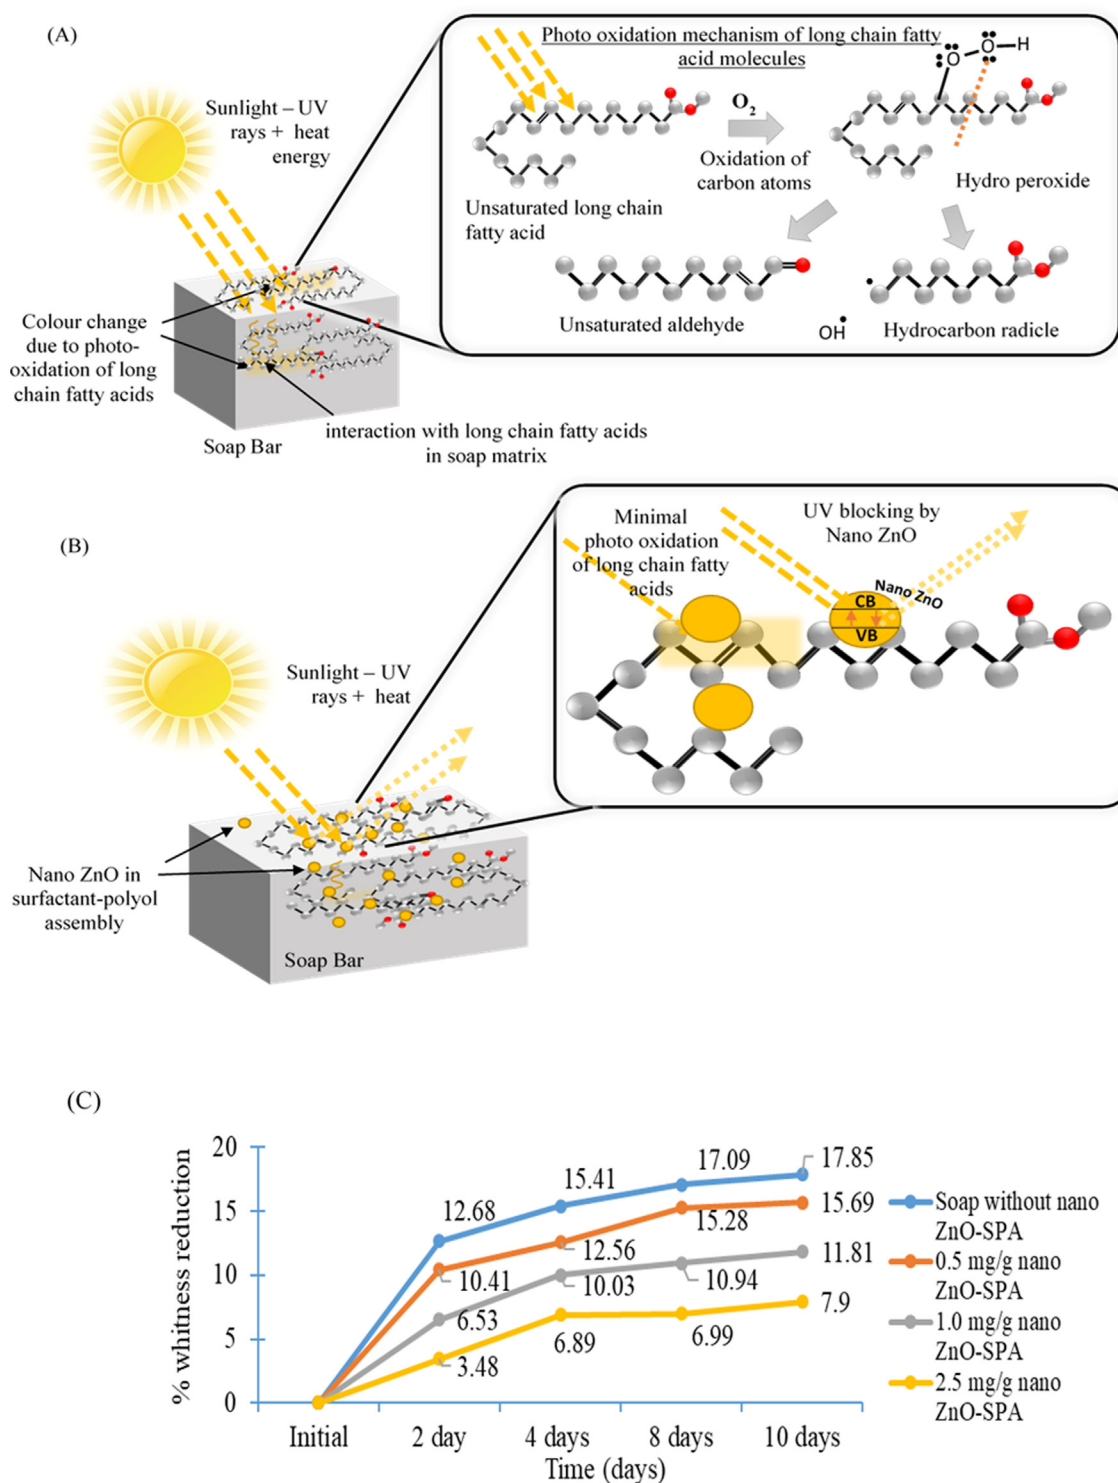 (A)
Sunlight – UV
rays + heat
energy
Colour change
due to photo-
oxidation of long
chain fatty acids
Soap Bar
interaction with long chain fatty acids
in soap matrix
Photo oxidation mechanism of long chain fatty
acid molecules
O2
Oxidation of
carbon atoms
O
O
H
Unsaturated long chain
fatty acid
Hydro peroxide
Unsaturated aldehyde
OH
Hydrocarbon radicle
(B)
Sunlight – UV
rays + heat
Nano ZnO in
surfactant-polyol
assembly
Soap Bar
Minimal
photo oxidation
of long chain fatty
acids
UV blocking by
Nano ZnO
Nano ZnO
CB
VB
(C)
% whitness reduction
20
15
10
5
0
12.68
15.41
17.09
17.85
10.41
12.56
15.28
15.69
6.53
10.03
10.94
11.81
3.48
6.89
6.99
7.9
Initial
2 day
4 days
8 days
10 days
Time (days)
Soap without nano
ZnO-SPA
0.5 mg/g nano
ZnO-SPA
1.0 mg/g nano
ZnO-SPA
2.5 mg/g nano
ZnO-SPA